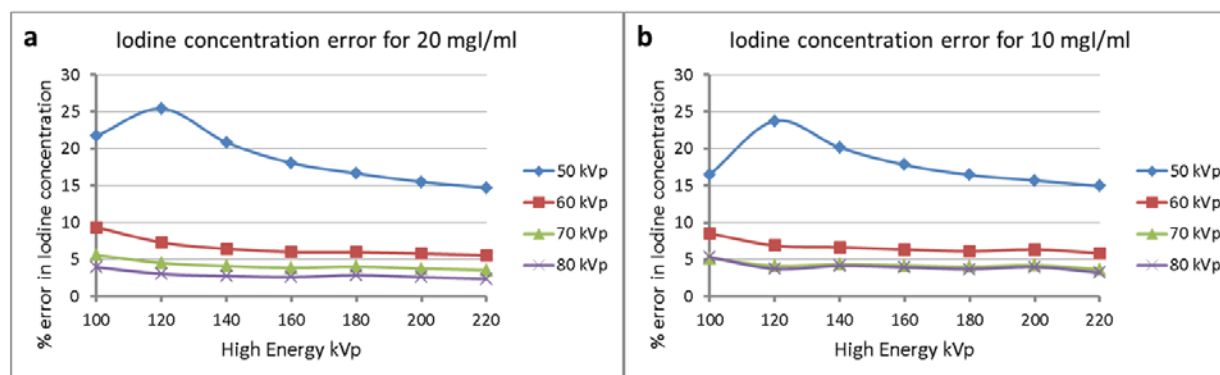 a
Iodine concentration error for 20 mgl/ml
% error in Iodine concentration
30
25
20
15
10
5
0
100 120 140 160 180 200 220
High Energy kVp
50 kVp
60 kVp
70 kVp
80 kVp
b
Iodine concentration error for 10 mgl/ml
% error in Iodine concentration
30
25
20
15
10
5
0
100 120 140 160 180 200 220
High Energy kVp
50 kVp
60 kVp
70 kVp
80 kVp